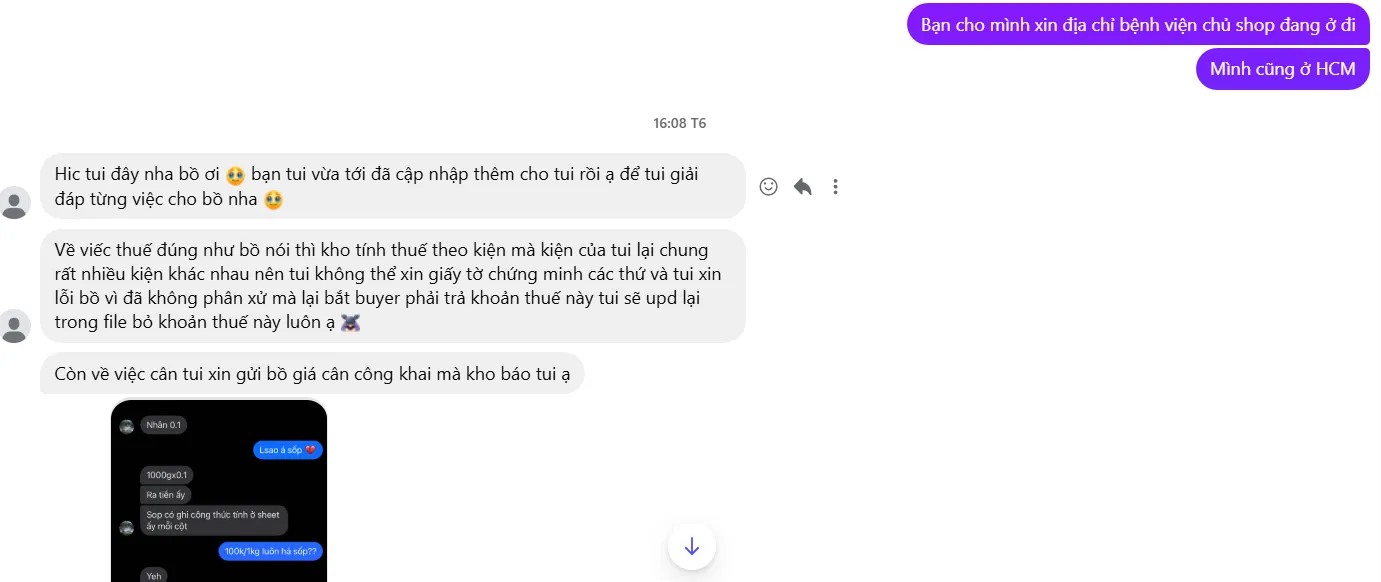 Bạn cho mình xin địa chỉ bệnh viện chủ shop đang ở đi
Mình cũng ở HCM
16:08 T6
Hic tui đây nha bồ ơi 🥹 bạn tui vừa tới đã cập nhập thêm cho tui rồi ạ để tui giải
đáp từng việc cho bồ nha 🥹
Về viếc thuế đúng như bồ nói thì kho tính thuế theo kiện mà kiện của tui lại chung
rất nhiều kiện khác nhau nên tui không thể xin giấy tờ chứng minh các thứ và tui xin
lỗi bồ vì đã không phân xử mà lại bắt buyer phải trả khoản thuế này tui sẽ upd lại
trong file bỏ khoản thuế này luôn ạ
Còn về việc cân tui xin gửi bồ giá cân công khai mà kho báo tui ạ
Nhân 0.1
Lsao á sốp 💔
1000gx0.1
Ra tiền ấy
Sop có ghi công thức tính ở sheet
ấy mỗi cột
100k/1kg luôn hả sốp??
Yeh